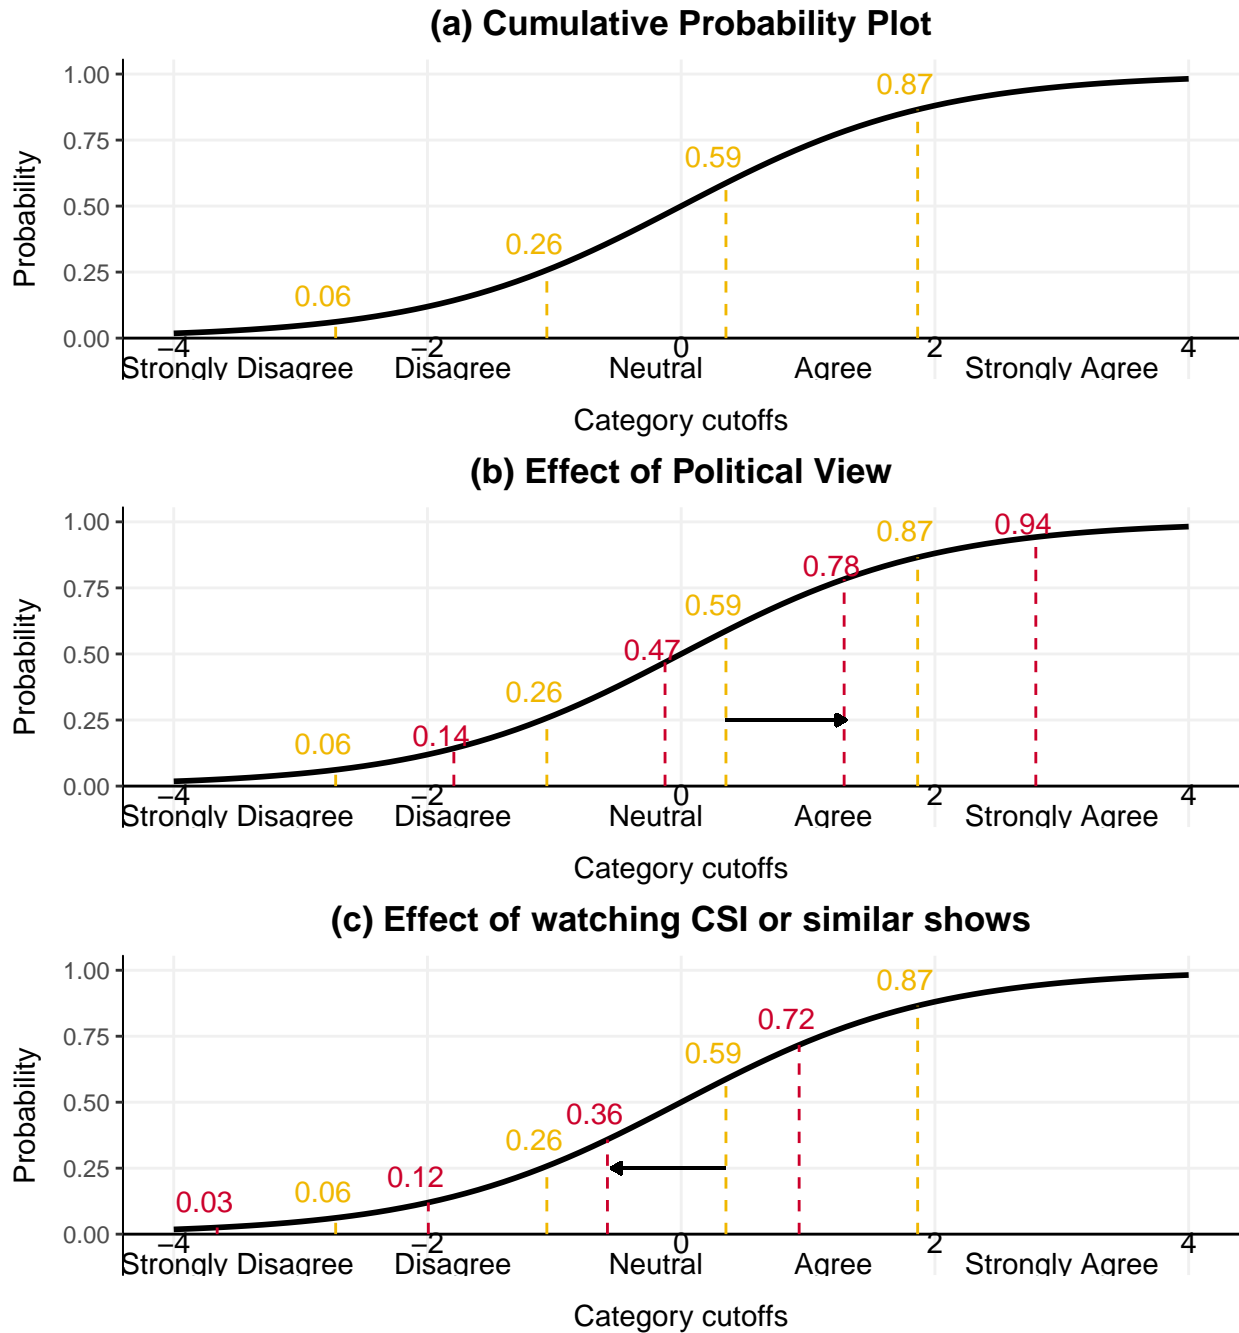 (a) Cumulative Probability Plot
1.00
0.87
0.75
0.59
Probability
0.50
0.26
0.25
0.06
0.00
−4 −2 0 2 4
Strongly Disagree Disagree Neutral Agree Strongly Agree
Category cutoffs
(b) Effect of Political View
1.00
0.87 0.94
0.78
0.75
0.59
Probability
0.50
0.47
0.26
0.25
0.06 0.14
0.00
−4 −2 0 2 4
Strongly Disagree Disagree Neutral Agree Strongly Agree
Category cutoffs
(c) Effect of watching CSI or similar shows
1.00
0.87
0.72
0.75
0.59
Probability
0.50
0.36
0.26
0.25
0.03 0.06 0.12
0.00
−4 −2 0 2 4
Strongly Disagree Disagree Neutral Agree Strongly Agree
Category cutoffs